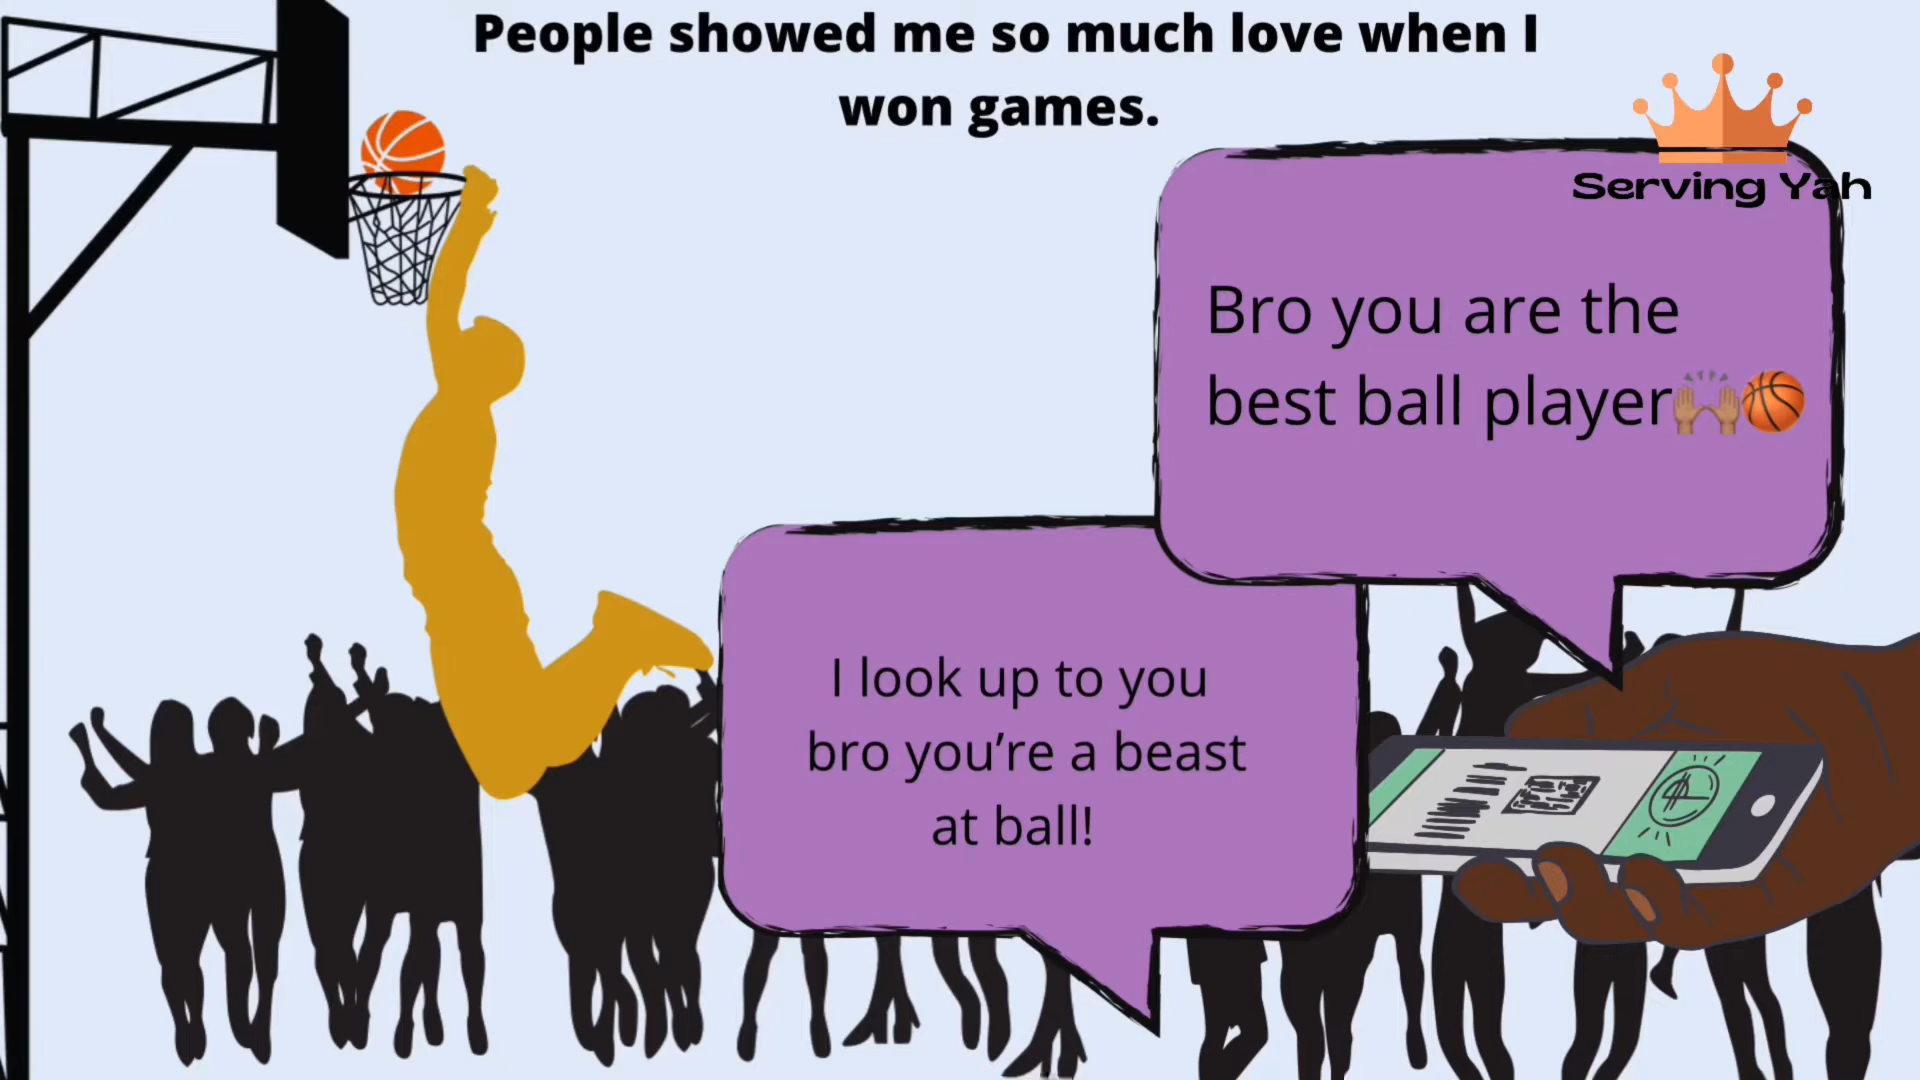 People showed me so much love when I
won games.
Serving Yah
Bro you are the
best ball player🙌🏽🏀
I look up to you
bro you’re a beast
at ball!